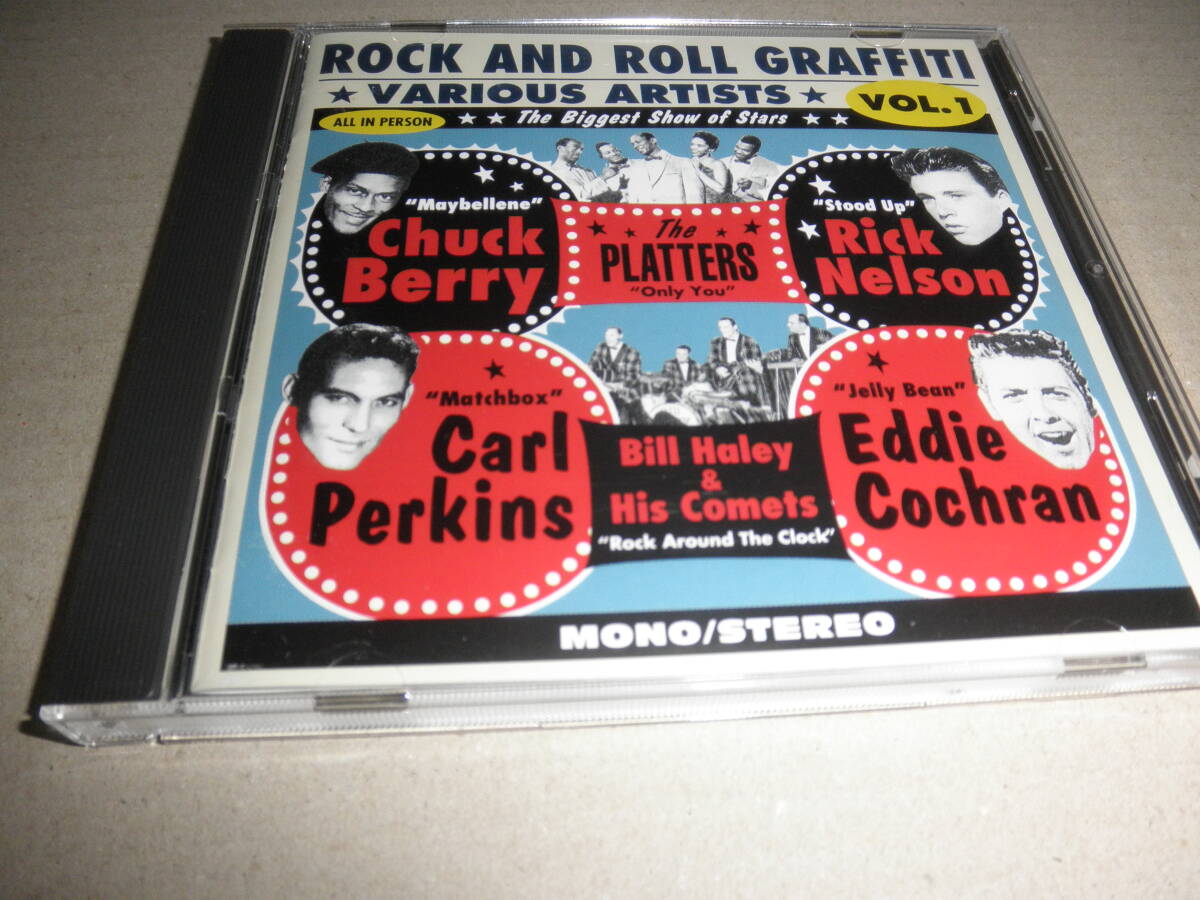 ROCK AND ROLL GRAFFITI
★ VARIOUS ARTISTS ★
VOL.1
ALL IN PERSON
★ ★ The Biggest Show of Stars ★ ★
"Maybellene"
Chuck
Berry
The
PLATTERS
"Only You"
"Stood Up"
Rick
Nelson
"Matchbox"
Carl
Perkins
Bill Haley
&
His Comets
"Rock Around The Clock"
"Jelly Bean"
Eddie
Cochran
MONO/STEREO